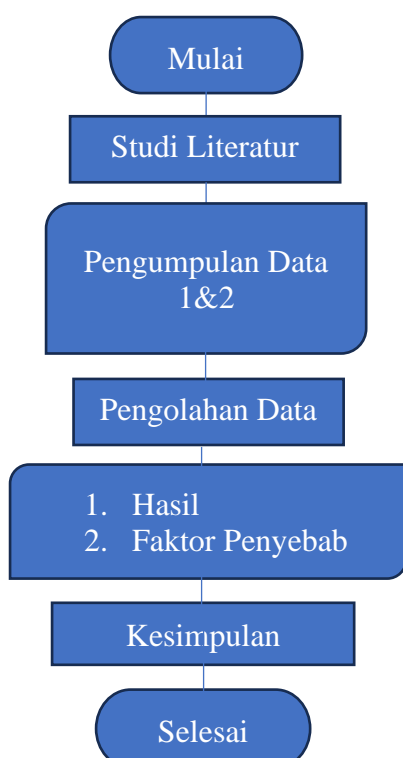 Mulai
Studi Literatur
Pengumpulan Data
1&2
Pengolahan Data
1. Hasil
2. Faktor Penyebab
Kesimpulan
Selesai